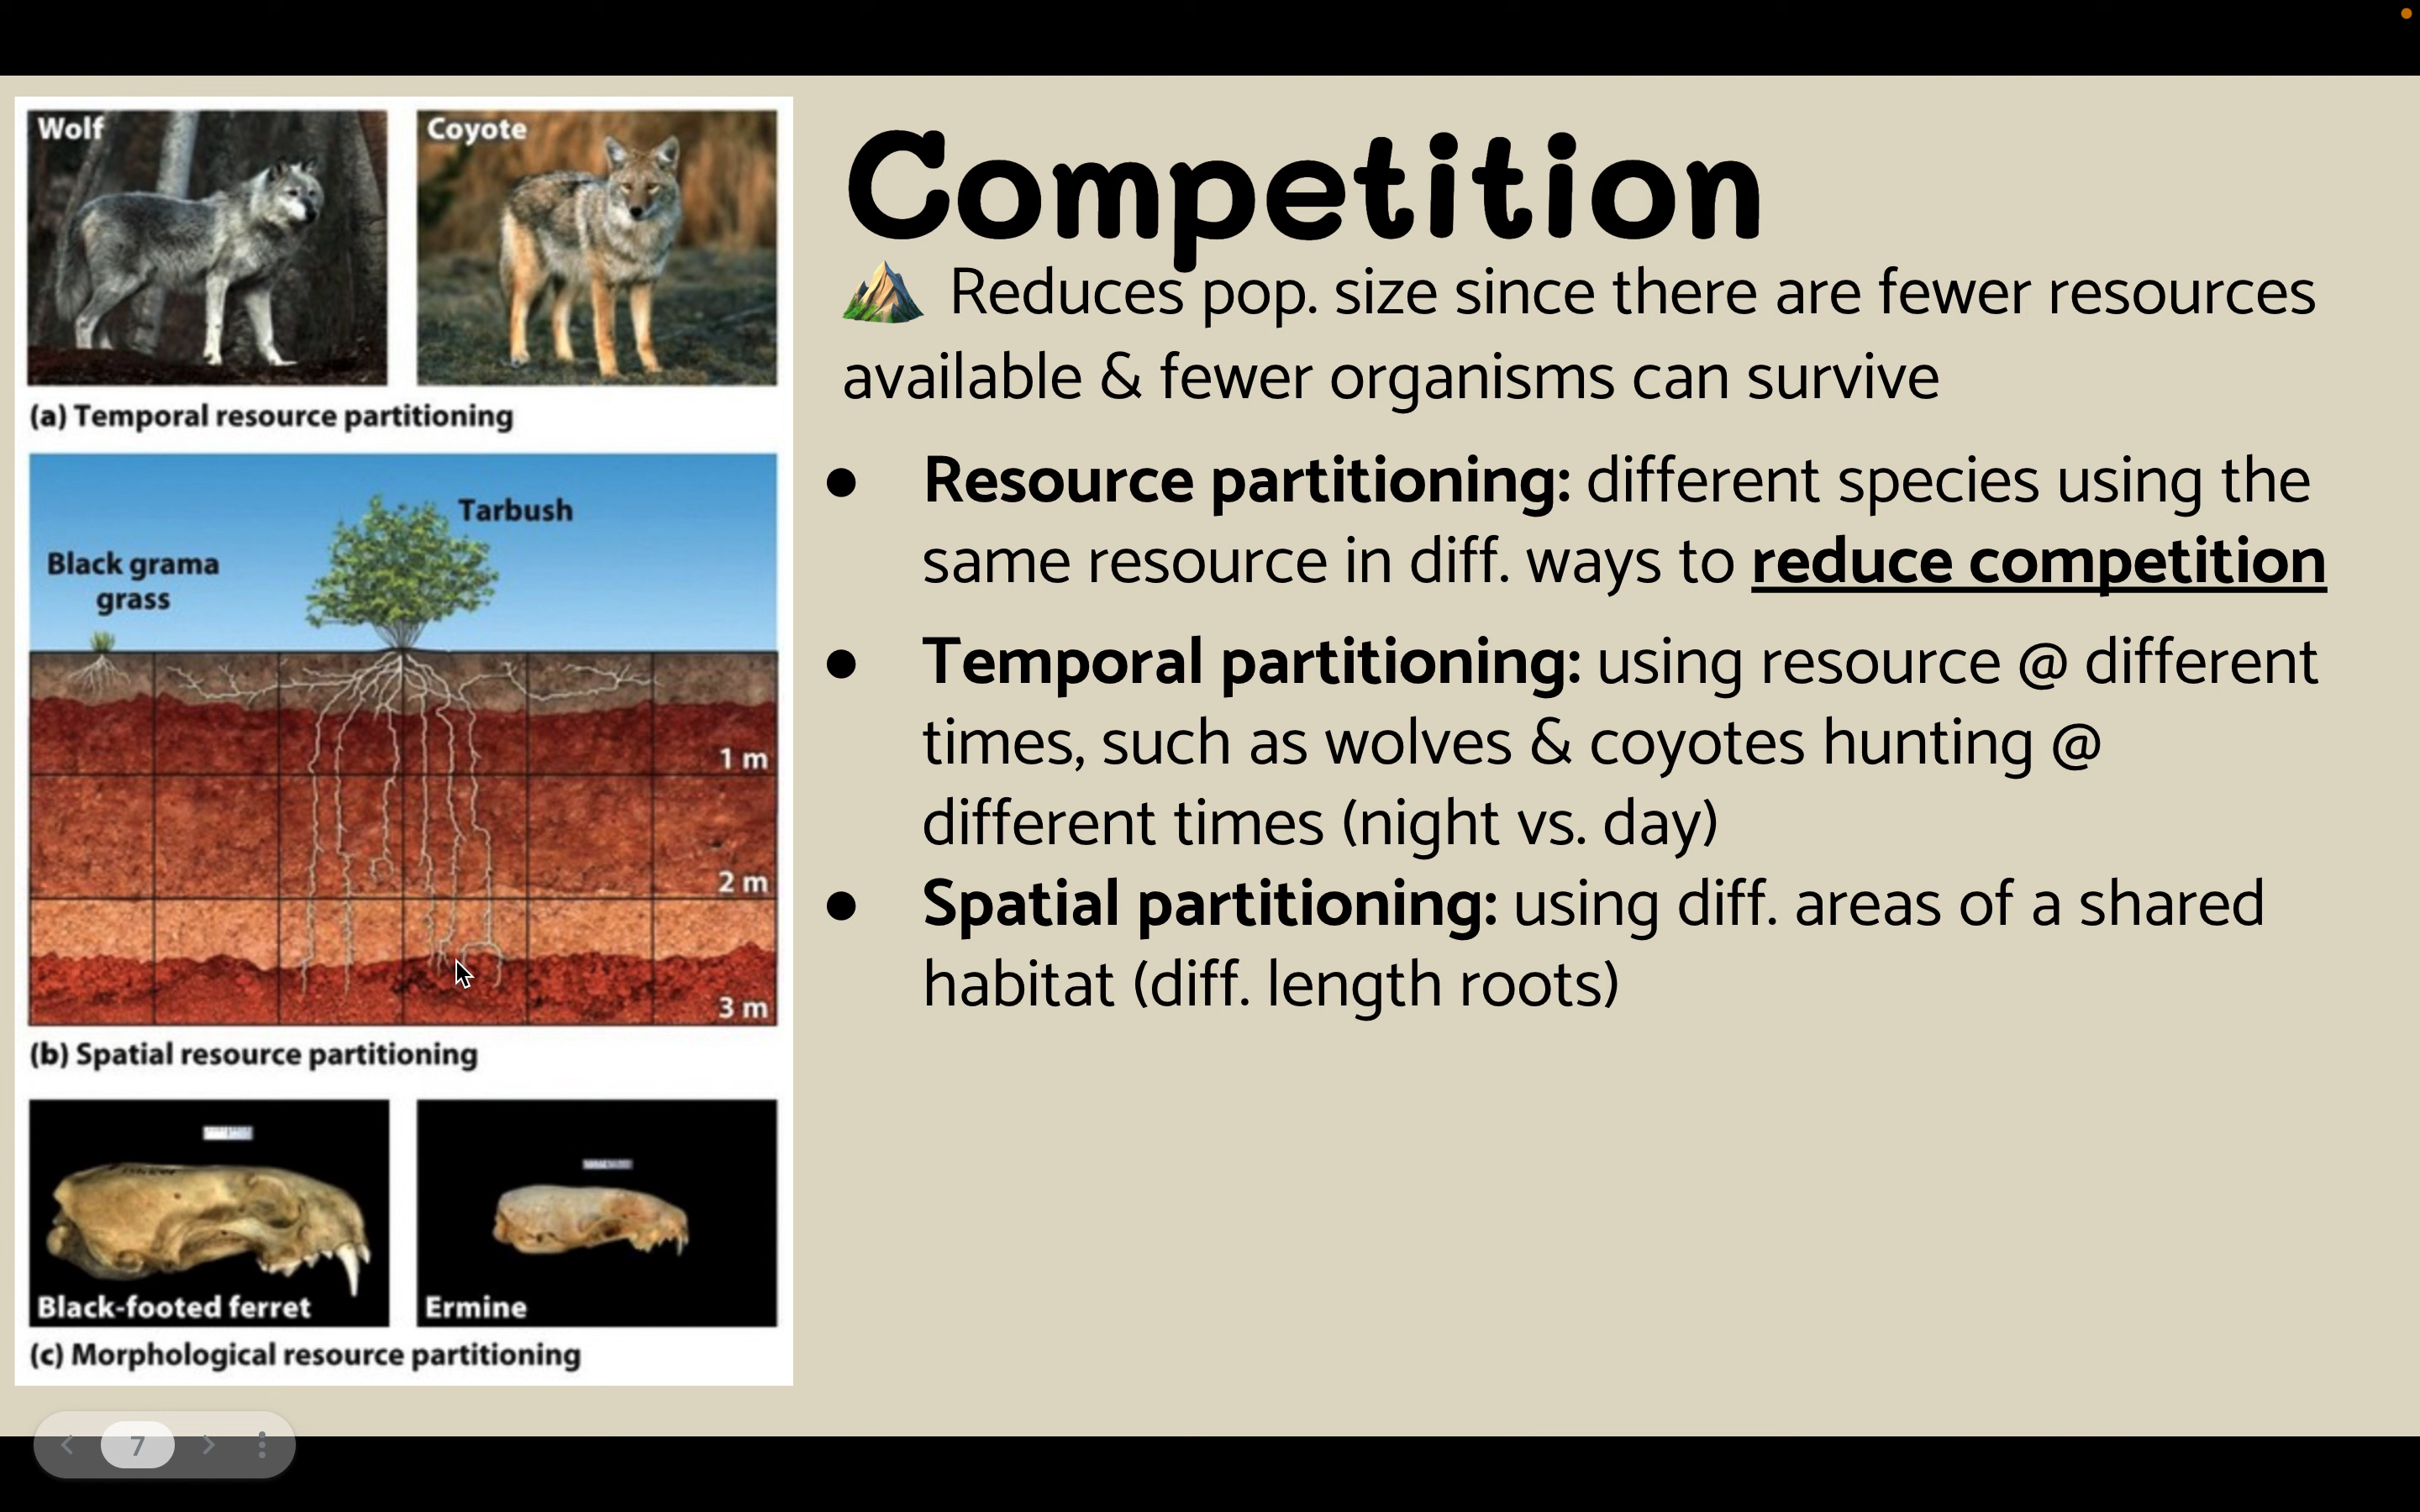 Wolf
Coyote
(a) Temporal resource partitioning
Tarbush
Black grama
grass
1 m
2 m
3 m
(b) Spatial resource partitioning
Black-footed ferret
Ermine
(c) Morphological resource partitioning
Competition
Reduces pop. size since there are fewer resources
available & fewer organisms can survive
● Resource partitioning: different species using the
same resource in diff. ways to reduce competition
● Temporal partitioning: using resource @ different
times, such as wolves & coyotes hunting @
different times (night vs. day)
● Spatial partitioning: using diff. areas of a shared
habitat (diff. length roots)
7